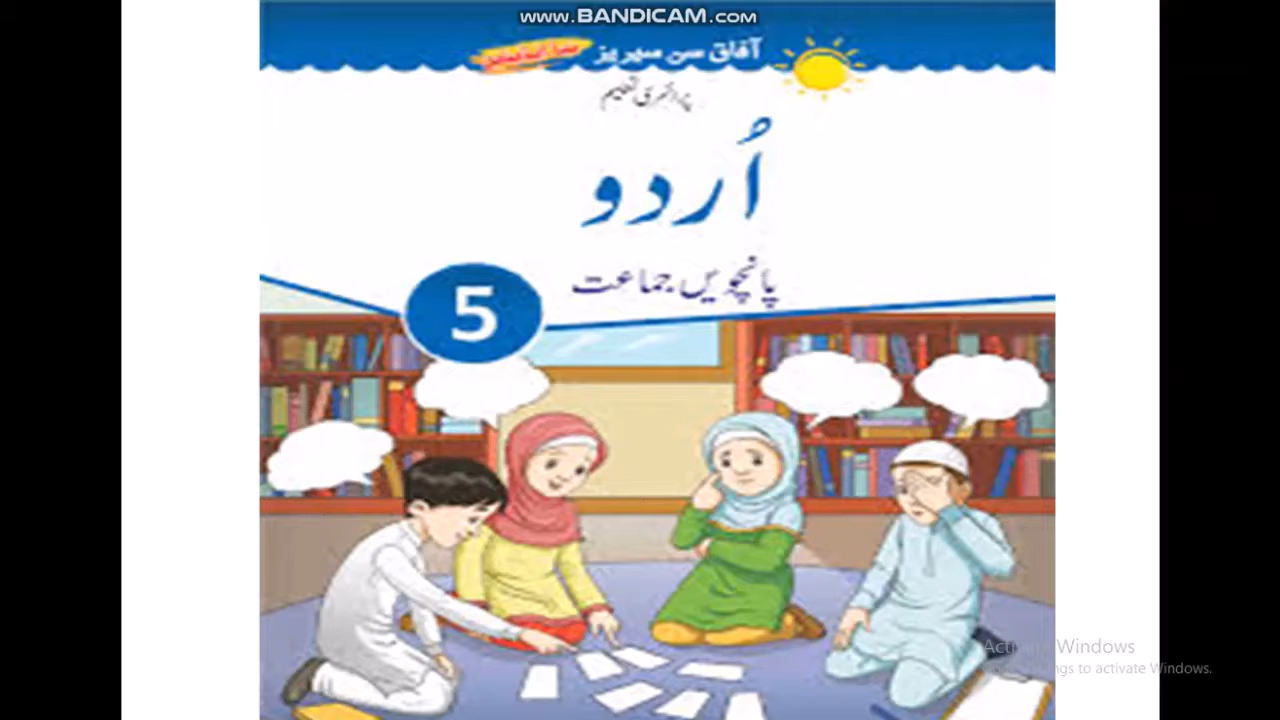 www.BANDICAM.com
آفاق سن سیریز
پرائمری تعلیم
اُردو
پانچویں جماعت
5
Windows
to activate Windows.